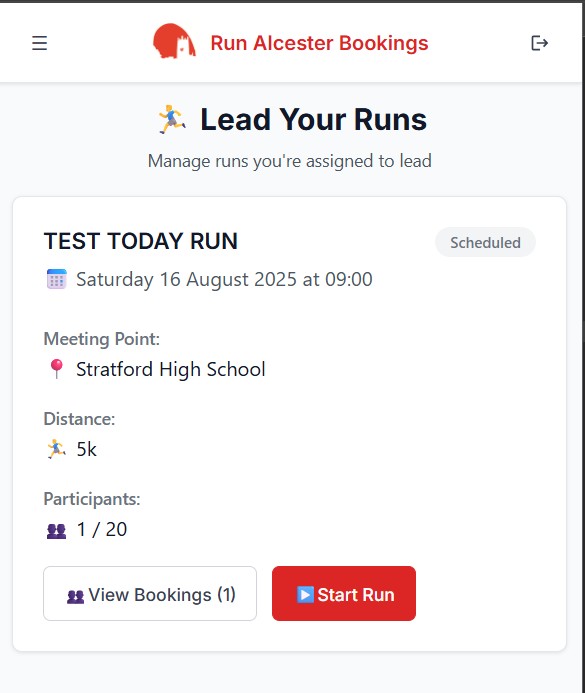 Run Alcester Bookings
Lead Your Runs
Manage runs you're assigned to lead
TEST TODAY RUN
Scheduled
Saturday 16 August 2025 at 09:00
Meeting Point:
Stratford High School
Distance:
5k
Participants:
1 / 20
View Bookings (1)
Start Run